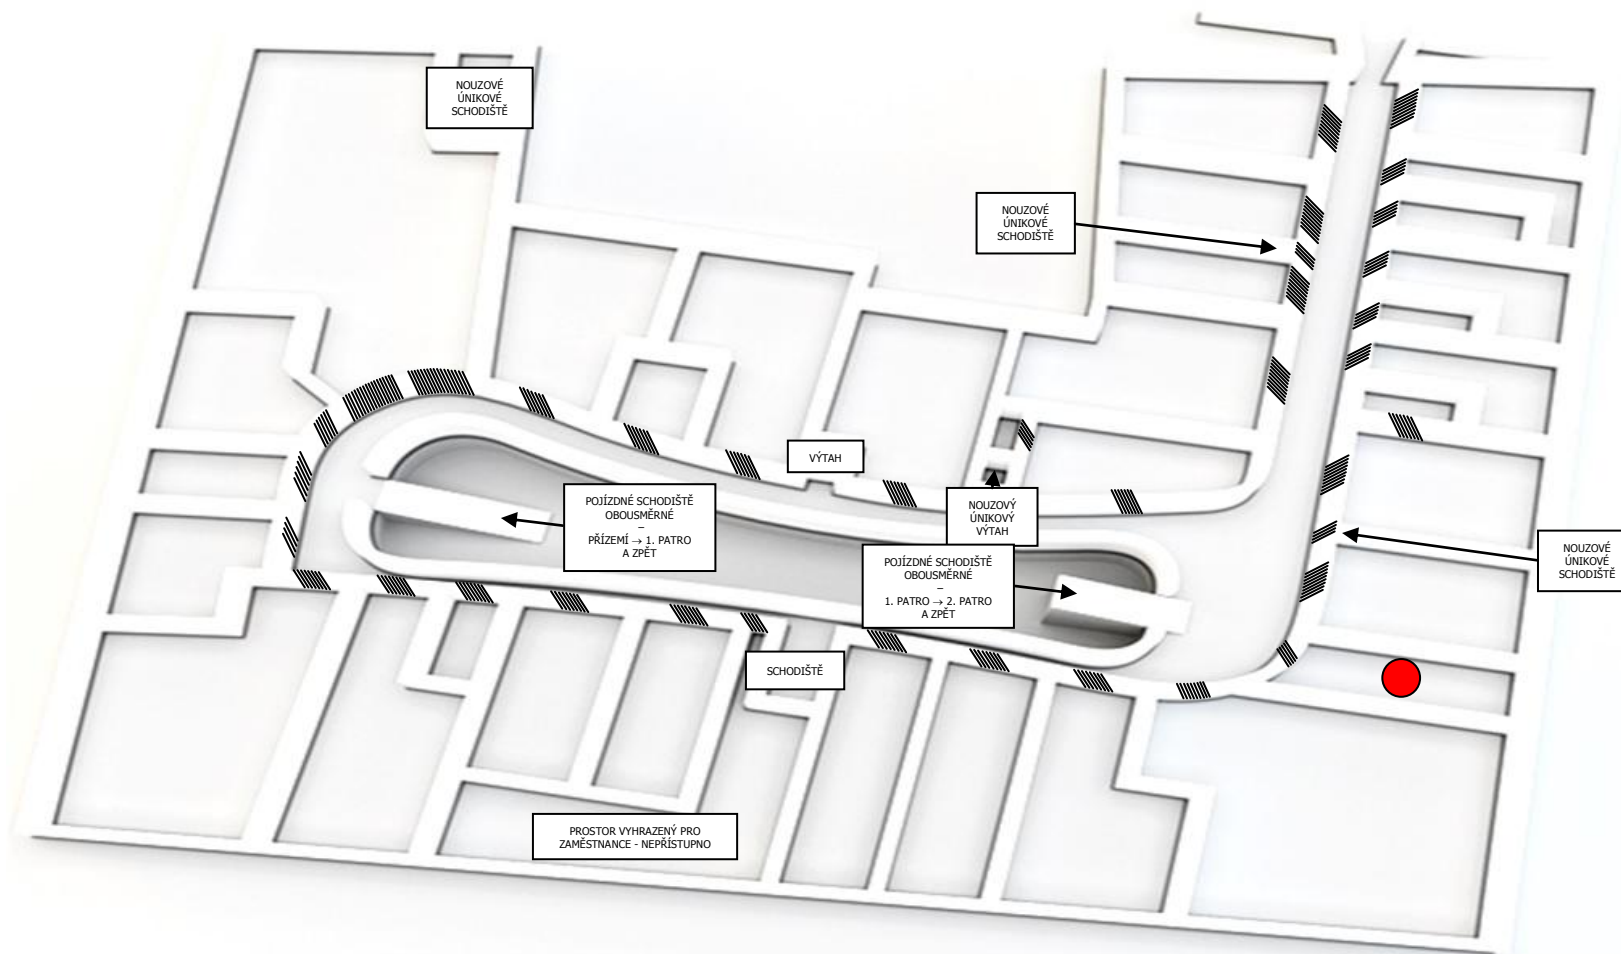 NOUZOVÉ
ÚNIKOVÉ
SCHODIŠTĚ
NOUZOVÉ
ÚNIKOVÉ
SCHODIŠTĚ
VÝTAH
POJÍZDNÉ SCHODIŠTĚ
OBOUSMĚRNÉ
–
PŘÍZEMÍ → 1. PATRO
A ZPĚT
NOUZOVÝ
ÚNIKOVÝ
VÝTAH
POJÍZDNÉ SCHODIŠTĚ
OBOUSMĚRNÉ
–
1. PATRO → 2. PATRO
A ZPĚT
NOUZOVÉ
ÚNIKOVÉ
SCHODIŠTĚ
SCHODIŠTĚ
PROSTOR VYHRAZENÝ PRO
ZAMĚSTNANCE - NEPŘÍSTUPNO